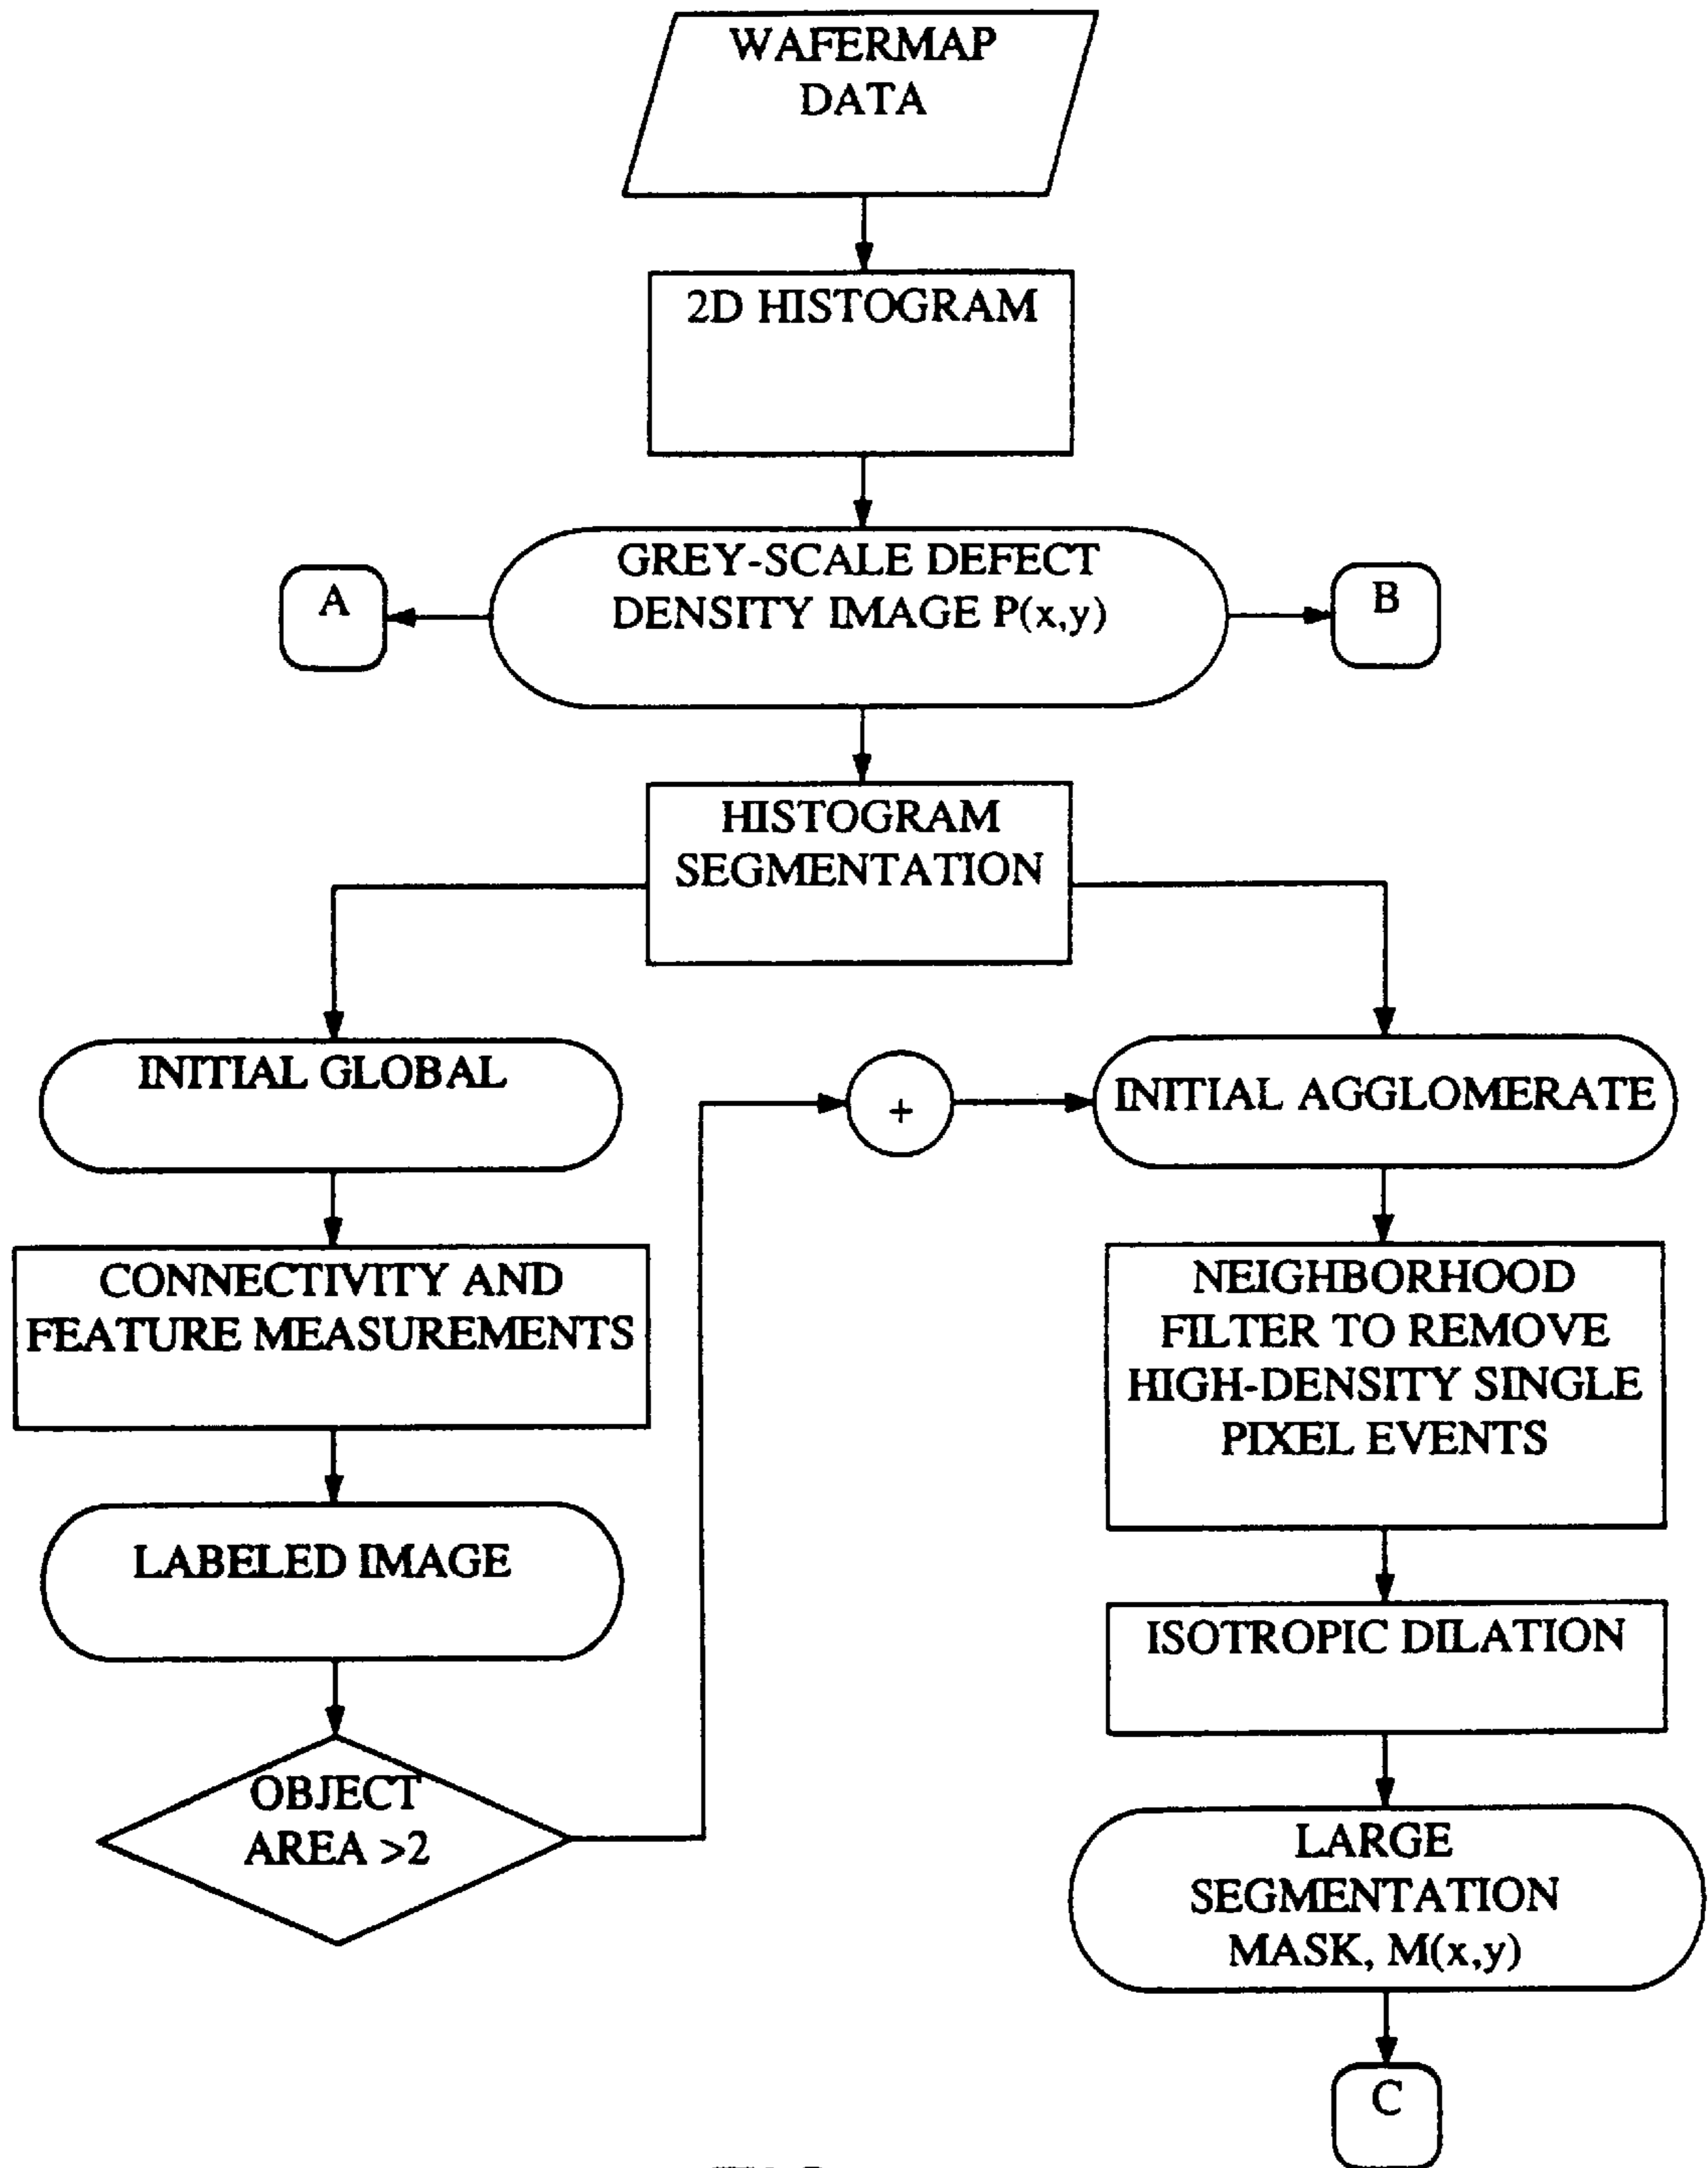 WAFERMAP
DATA
2D HISTOGRAM
GREY-SCALE DEFECT
DENSITY IMAGE P(x,y)
A
B
HISTOGRAM
SEGMENTATION
INITIAL GLOBAL
+
INITIAL AGGLOMERATE
CONNECTIVITY AND
FEATURE MEASUREMENTS
NEIGHBORHOOD
FILTER TO REMOVE
HIGH-DENSITY SINGLE
PIXEL EVENTS
LABELED IMAGE
ISOTROPIC DILATION
OBJECT
AREA >2
LARGE
SEGMENTATION
MASK, M(x,y)
C